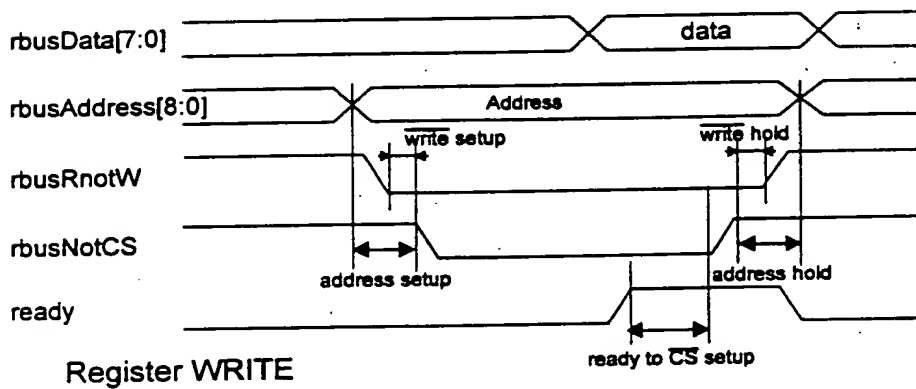 rbusData[7:0]
data
rbusAddress[8:0]
Address
write setup
write hold
rbusRnotW
rbusNotCS
address setup
address hold
ready
ready to CS setup
Register WRITE